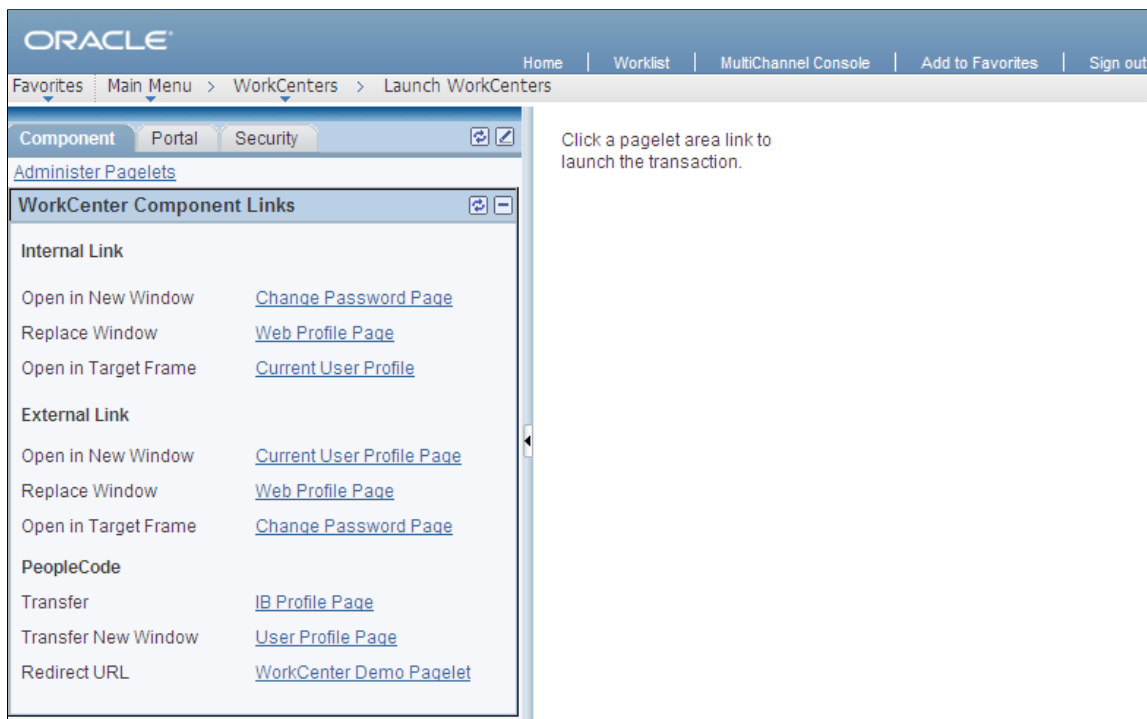 ORACLE
Home | Worklist | MultiChannel Console | Add to Favorites | Sign out
Favorites Main Menu > WorkCenters > Launch WorkCenters
Component Portal Security
Administer Pagelets
WorkCenter Component Links
Internal Link
Open in New Window Change Password Page
Replace Window Web Profile Page
Open in Target Frame Current User Profile
External Link
Open in New Window Current User Profile Page
Replace Window Web Profile Page
Open in Target Frame Change Password Page
PeopleCode
Transfer IB Profile Page
Transfer New Window User Profile Page
Redirect URL WorkCenter Demo Pagelet
Click a pagelet area link to
launch the transaction.